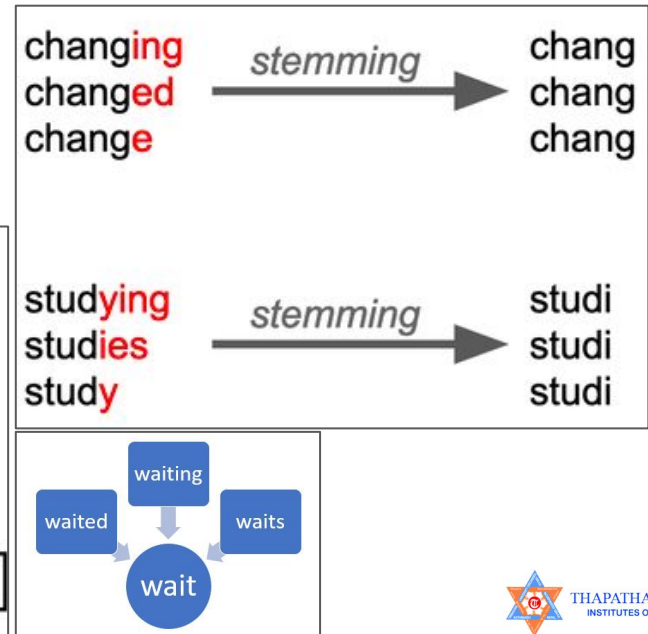 changing
changed
change
stemming
chang
chang
chang
studying
studies
study
stemming
studi
studi
studi
waiting
waited
waits
wait
INSTITUTES O